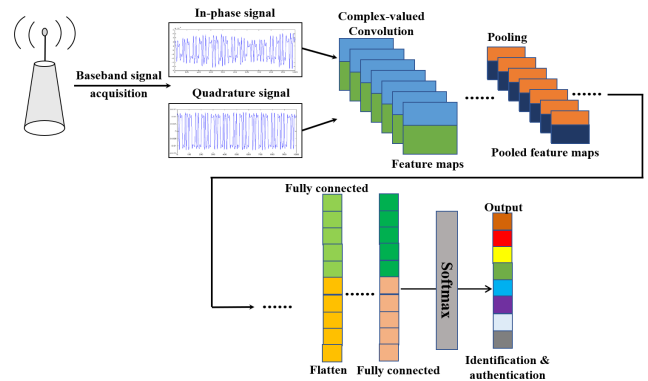 In-phase signal
Complex-valued
Convolution
Pooling
Baseband signal
acquisition
Quadrature signal
Feature maps
Pooled feature maps
Fully connected
Output
Softmax
Flatten
Fully connected
Identification &
authentication